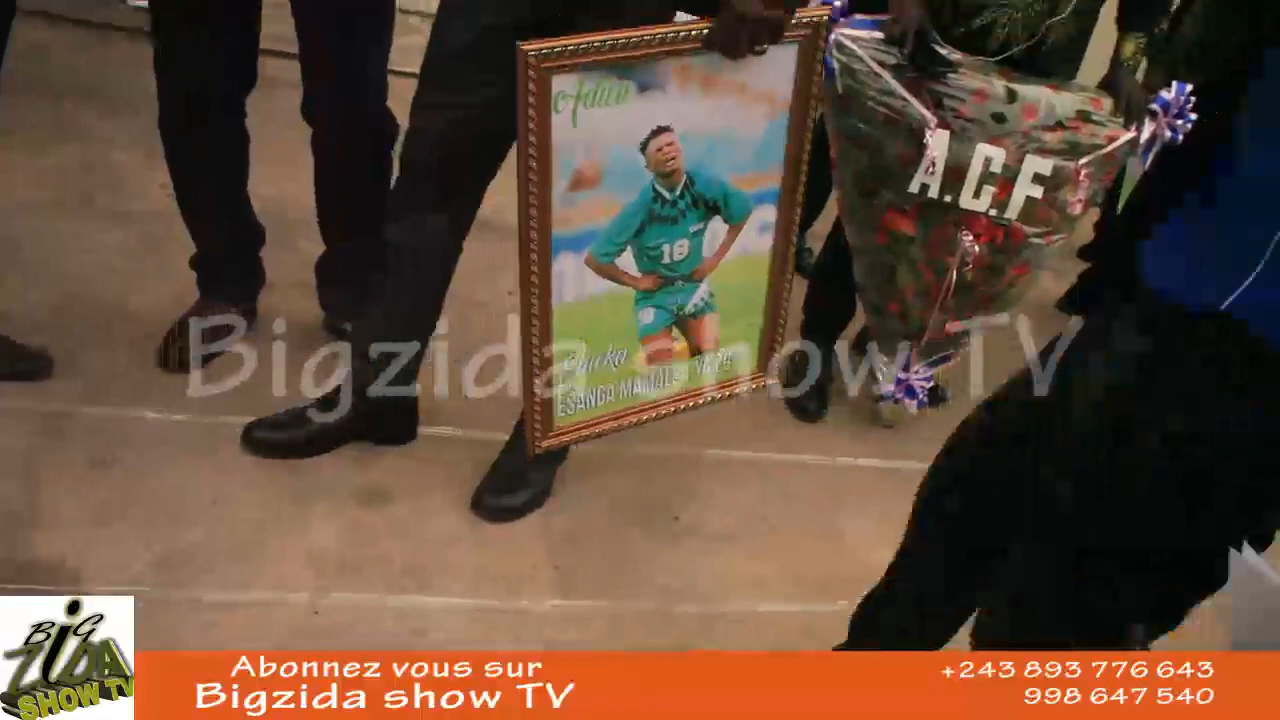 Adieu
18
A.C.F
Bigzida show TV
ESANGA
BIG
ZIDA
SHOW TV
Abonnez vous sur
Bigzida show TV
+243 893 776 643
998 647 540